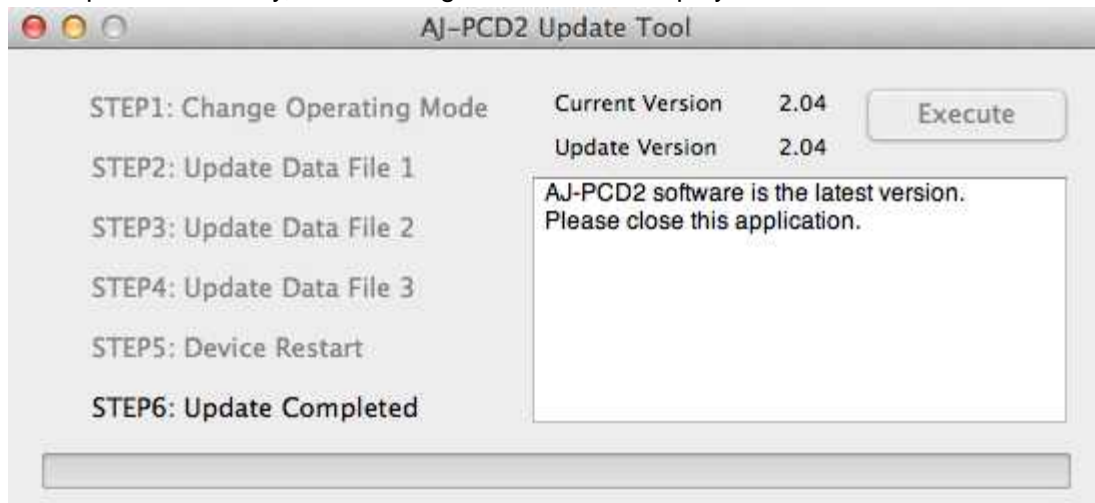 AJ-PCD2 Update Tool
STEP1: Change Operating Mode
STEP2: Update Data File 1
STEP3: Update Data File 2
STEP4: Update Data File 3
STEP5: Device Restart
STEP6: Update Completed
Current Version 2.04
Update Version 2.04
Execute
AJ-PCD2 software is the latest version.
Please close this application.